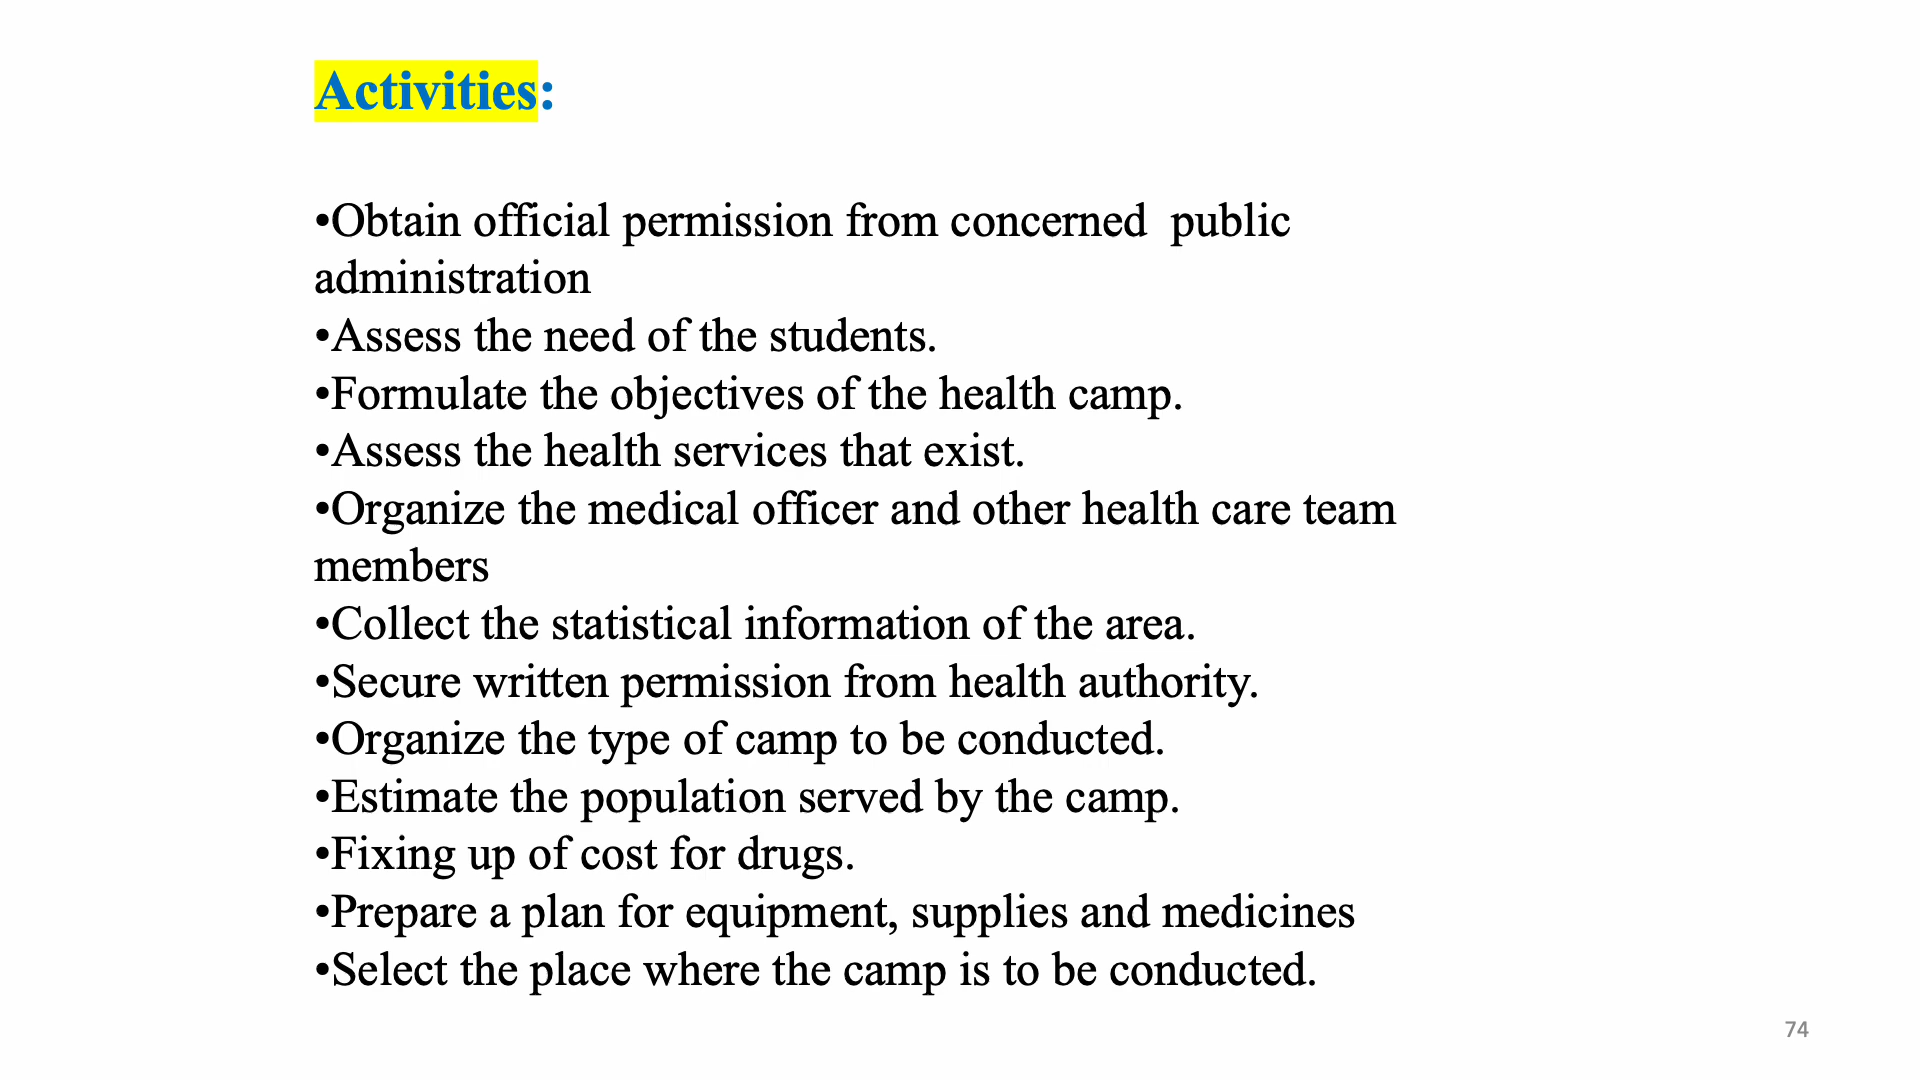 Activities:
•Obtain official permission from concerned  public
administration
•Assess the need of the students.
•Formulate the objectives of the health camp.
•Assess the health services that exist.
•Organize the medical officer and other health care team
members
•Collect the statistical information of the area.
•Secure written permission from health authority.
•Organize the type of camp to be conducted.
•Estimate the population served by the camp.
•Fixing up of cost for drugs.
•Prepare a plan for equipment, supplies and medicines
•Select the place where the camp is to be conducted.
74